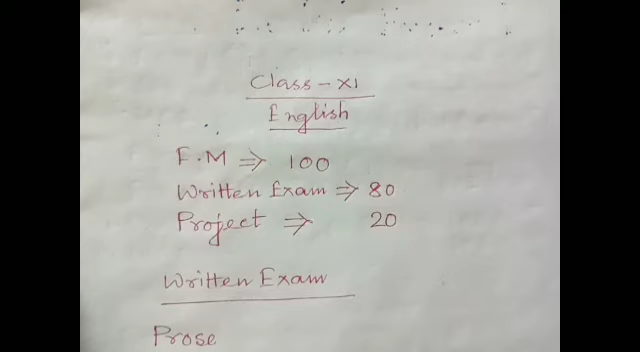 Class - XI
English
F.M ⇒ 100
Written Exam ⇒ 80
Project ⇒ 20
Written Exam
Prose